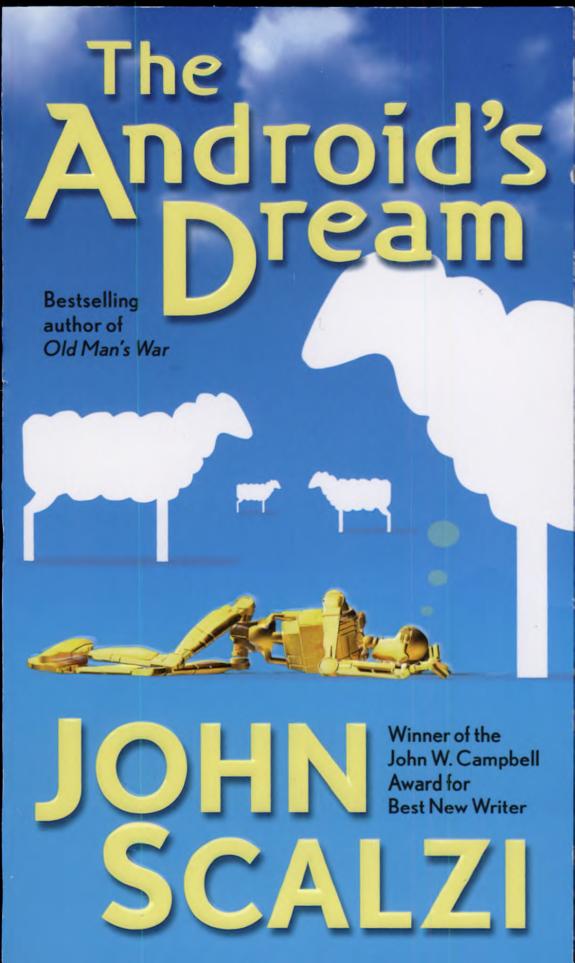 The
Android's
Dream
Bestselling
author of
Old Man's War
JOHN
SCALZI
Winner of the
John W. Campbell
Award for
Best New Writer